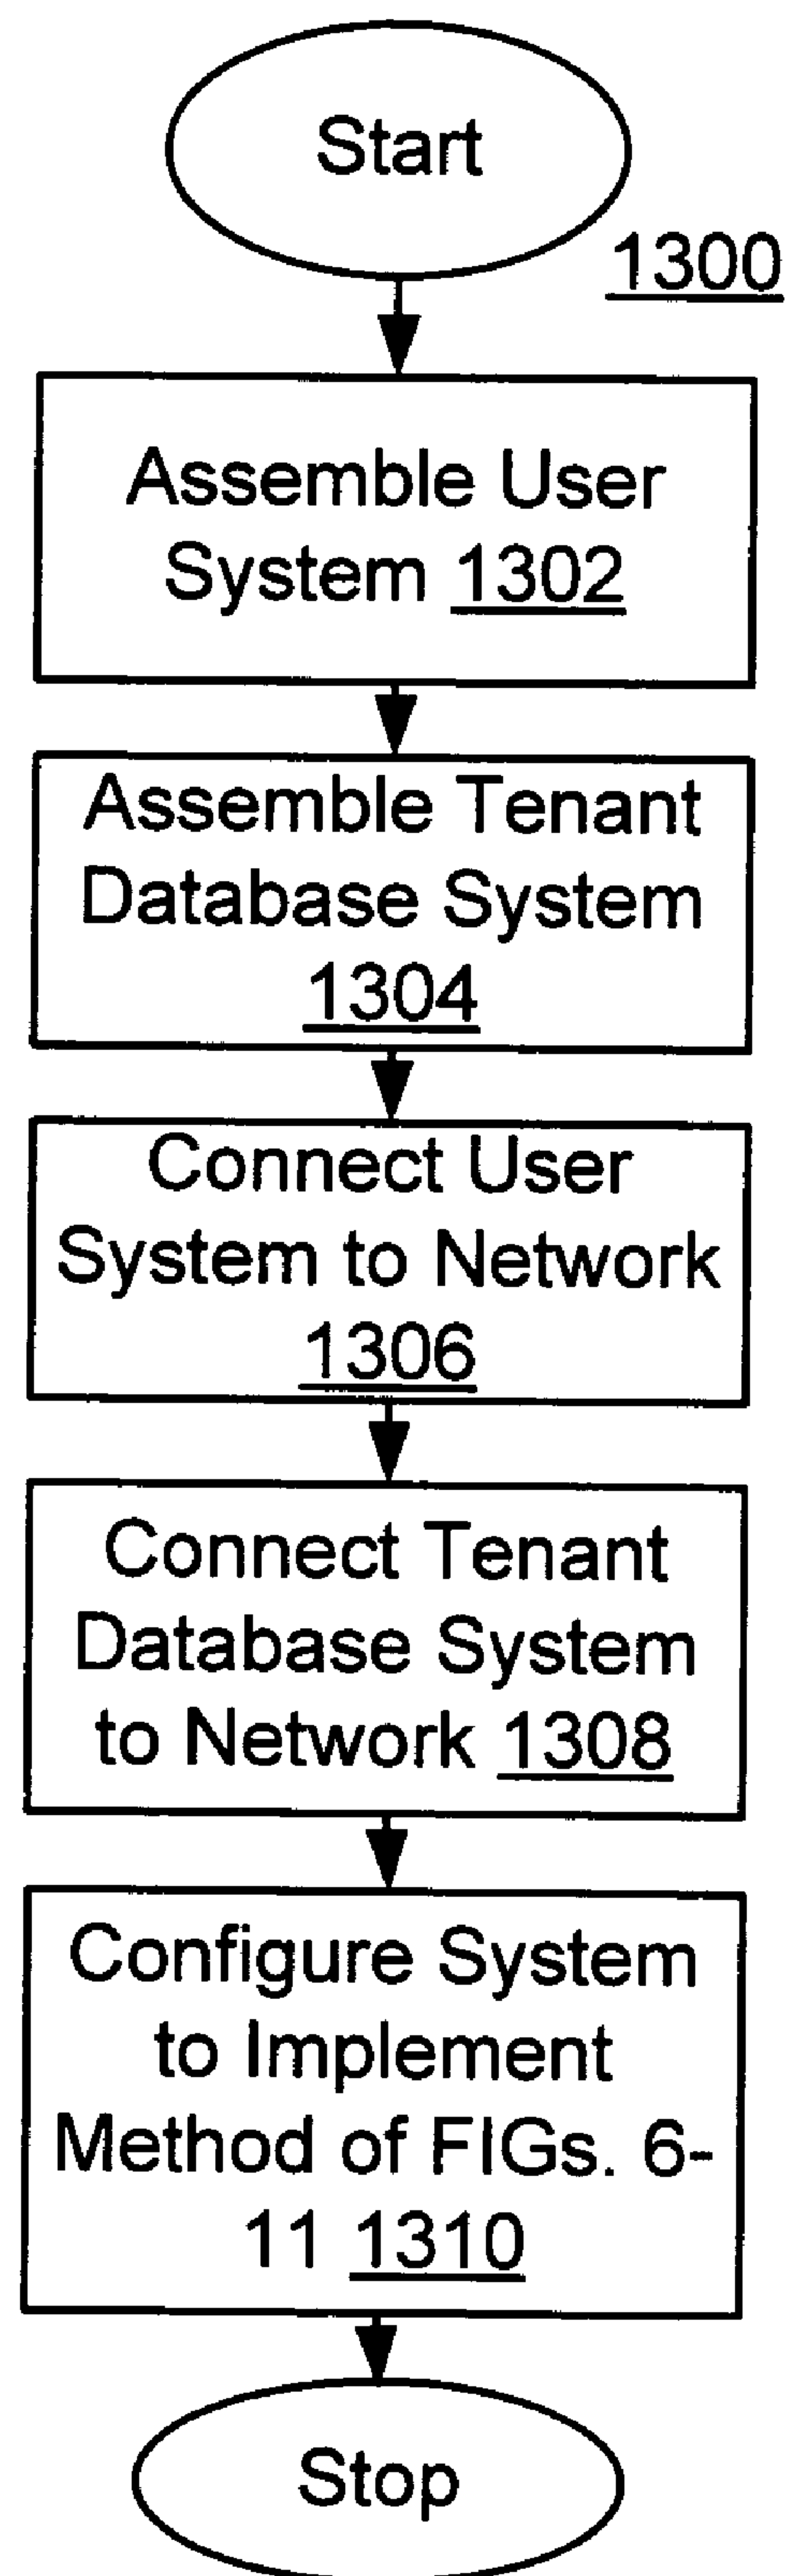 Start
1300
Assemble User
System 1302
Assemble Tenant
Database System
1304
Connect User
System to Network
1306
Connect Tenant
Database System
to Network 1308
Configure System
to Implement
Method of FIGs. 6-
11 1310
Stop